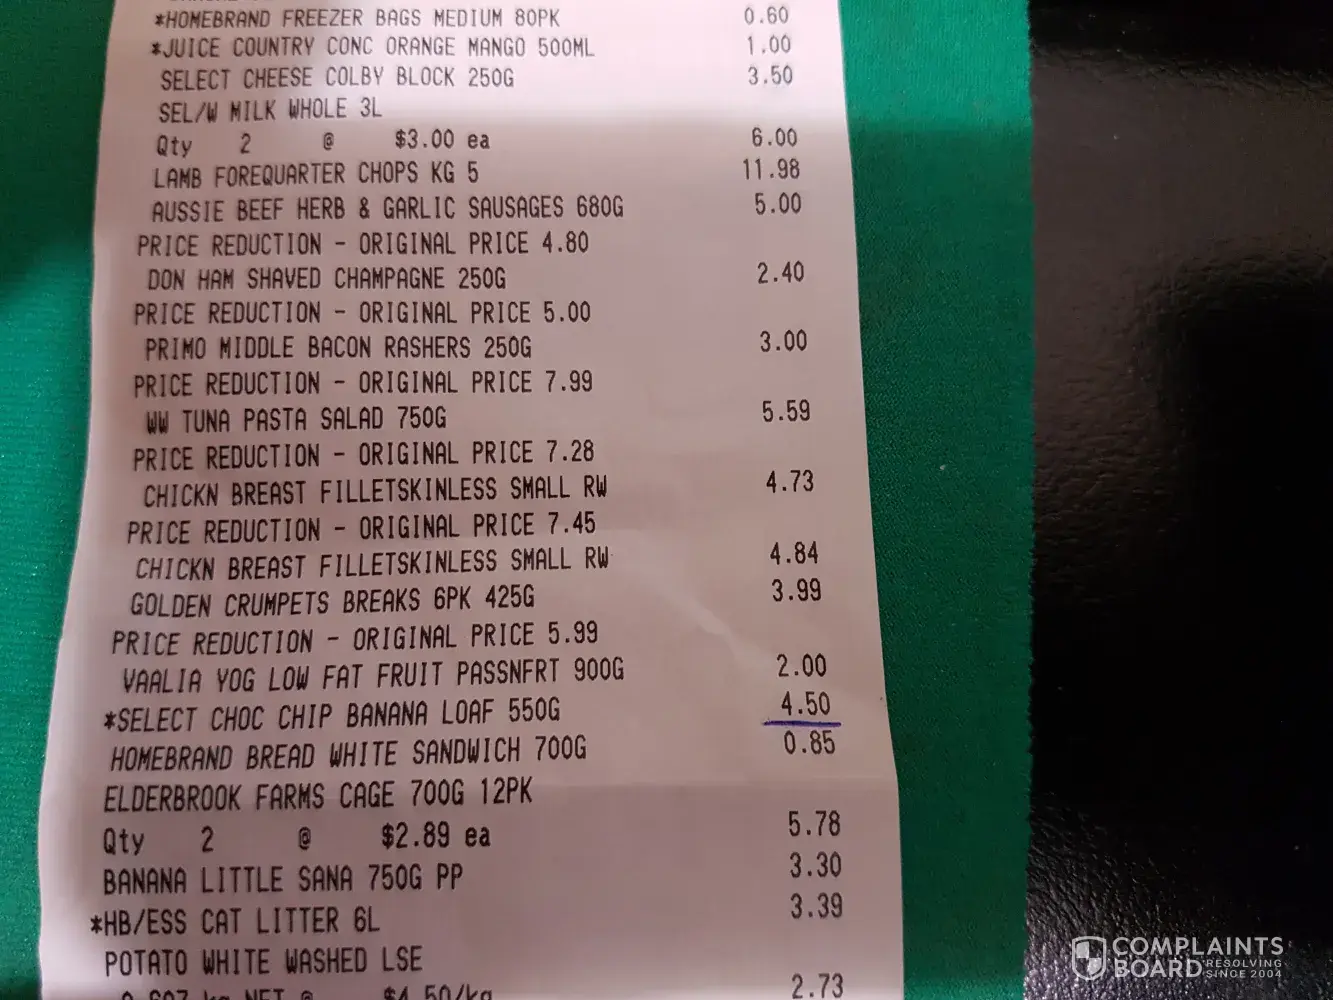 *HOMEBRAND FREEZER BAGS MEDIUM 80PK 0.60
*JUICE COUNTRY CONC ORANGE MANGO 500ML 1.00
SELECT CHEESE COLBY BLOCK 250G 3.50
SEL/W MILK WHOLE 3L
Qty 2 @ $3.00 ea 6.00
LAMB FOREQUARTER CHOPS KG 5 11.98
AUSSIE BEEF HERB & GARLIC SAUSAGES 680G 5.00
PRICE REDUCTION - ORIGINAL PRICE 4.80
DON HAM SHAVED CHAMPAGNE 250G 2.40
PRICE REDUCTION - ORIGINAL PRICE 5.00
PRIMO MIDDLE BACON RASHERS 250G 3.00
PRICE REDUCTION - ORIGINAL PRICE 7.99
WW TUNA PASTA SALAD 750G 5.59
PRICE REDUCTION - ORIGINAL PRICE 7.28
CHICKN BREAST FILLETSKINLESS SMALL RW 4.73
PRICE REDUCTION - ORIGINAL PRICE 7.45
CHICKN BREAST FILLETSKINLESS SMALL RW 4.84
GOLDEN CRUMPETS BREAKS 6PK 425G 3.99
PRICE REDUCTION - ORIGINAL PRICE 5.99
VAALIA YOG LOW FAT FRUIT PASSNFRT 900G 2.00
*SELECT CHOC CHIP BANANA LOAF 550G 4.50
HOMEBRAND BREAD WHITE SANDWICH 700G 0.85
ELDERBROOK FARMS CAGE 700G 12PK
Qty 2 @ $2.89 ea 5.78
BANANA LITTLE SANA 750G PP 3.30
*HB/ESS CAT LITTER 6L 3.39
POTATO WHITE WASHED LSE
0.607 kg NET @ $4.50/kg 2.73
COMPLAINTS
BOARD RESOLVING
SINCE 2004